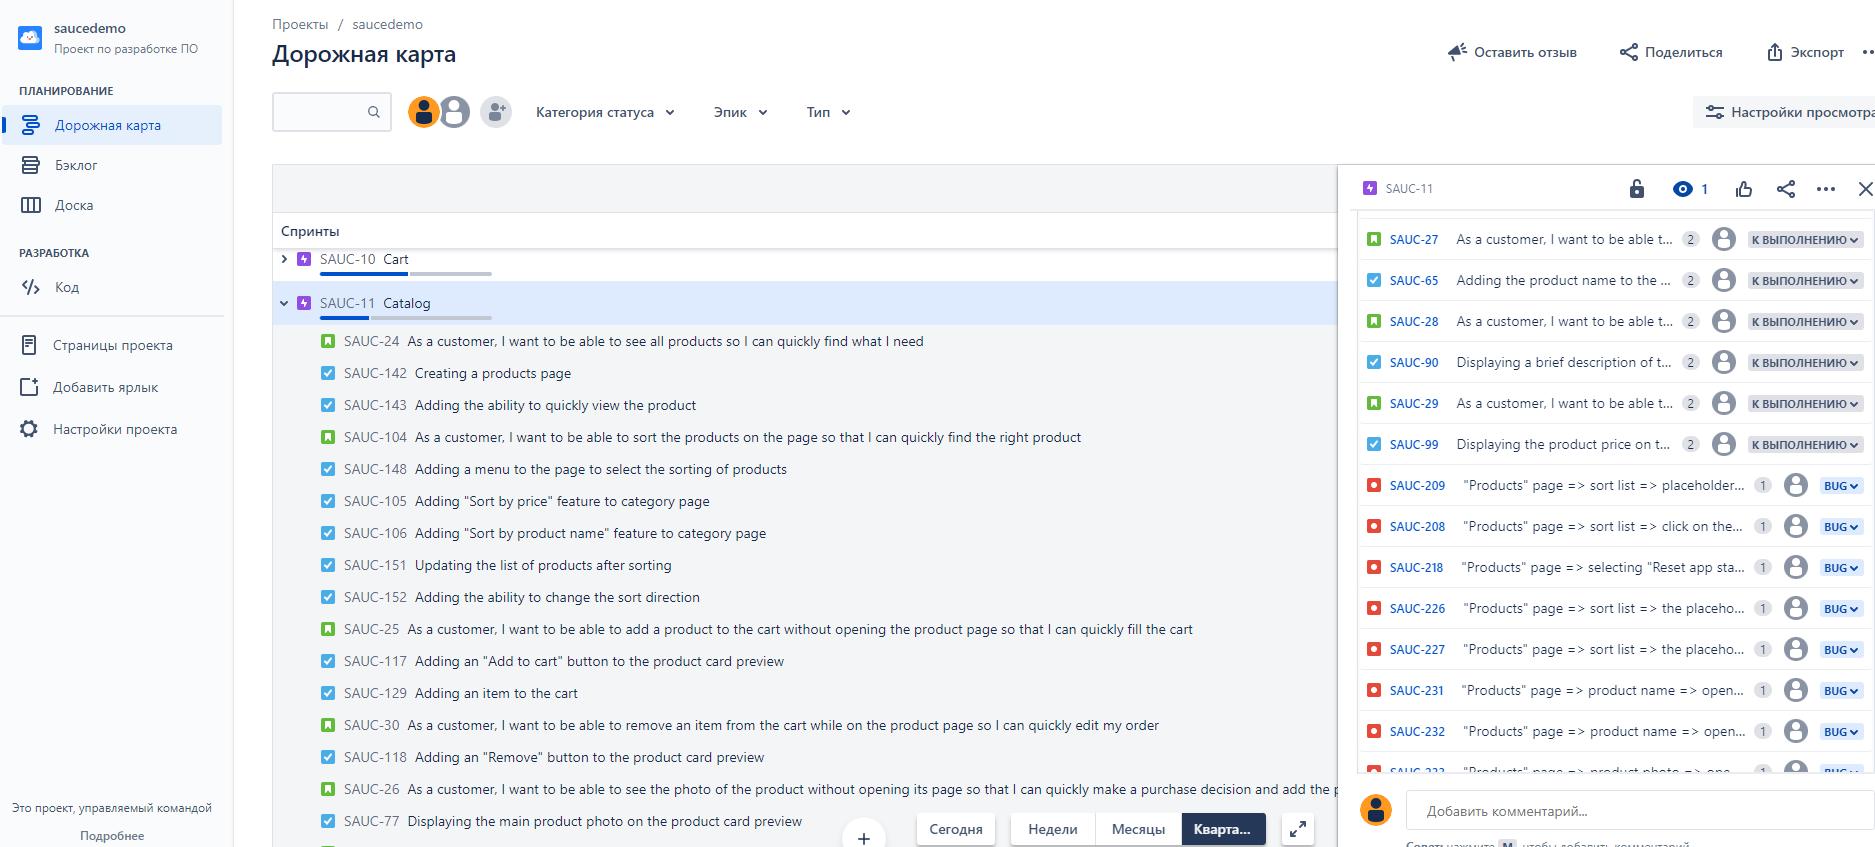 saucedemo
Проект по разработке ПО
ПЛАНИРОВАНИЕ
Дорожная карта
Бэклог
Доска
РАЗРАБОТКА
Код
Страницы проекта
Добавить ярлык
Настройки проекта
Это проект, управляемый командой
Подробнее
Проекты / saucedemo
Дорожная карта
Оставить отзыв
Поделиться
Экспорт
Категория статуса
Эпик
Тип
Настройки просмотра
Спринты
SAUC-10 Cart
SAUC-11 Catalog
SAUC-24 As a customer, I want to be able to see all products so I can quickly find what I need
SAUC-142 Creating a products page
SAUC-143 Adding the ability to quickly view the product
SAUC-104 As a customer, I want to be able to sort the products on the page so that I can quickly find the right product
SAUC-148 Adding a menu to the page to select the sorting of products
SAUC-105 Adding "Sort by price" feature to category page
SAUC-106 Adding "Sort by product name" feature to category page
SAUC-151 Updating the list of products after sorting
SAUC-152 Adding the ability to change the sort direction
SAUC-25 As a customer, I want to be able to add a product to the cart without opening the product page so that I can quickly fill the cart
SAUC-117 Adding an "Add to cart" button to the product card preview
SAUC-129 Adding an item to the cart
SAUC-30 As a customer, I want to be able to remove an item from the cart while on the product page so I can quickly edit my order
SAUC-118 Adding an "Remove" button to the product card preview
SAUC-26 As a customer, I want to be able to see the photo of the product without opening its page so that I can quickly make a purchase decision and add the p
SAUC-77 Displaying the main product photo on the product card preview
Сегодня
Недели
Месяцы
Кварта...
SAUC-11
1
SAUC-27 As a customer, I want to be able t... 2 К ВЫПОЛНЕНИЮ
SAUC-65 Adding the product name to the ... 2 К ВЫПОЛНЕНИЮ
SAUC-28 As a customer, I want to be able t... 2 К ВЫПОЛНЕНИЮ
SAUC-90 Displaying a brief description of t... 2 К ВЫПОЛНЕНИЮ
SAUC-29 As a customer, I want to be able t... 2 К ВЫПОЛНЕНИЮ
SAUC-99 Displaying the product price on t... 2 К ВЫПОЛНЕНИЮ
SAUC-209 "Products" page => sort list => placeholder... 1 BUG
SAUC-208 "Products" page => sort list => click on the... 1 BUG
SAUC-218 "Products" page => selecting "Reset app sta... 1 BUG
SAUC-226 "Products" page => sort list => the placeho... 1 BUG
SAUC-227 "Products" page => sort list => the placeho... 1 BUG
SAUC-231 "Products" page => product name => open... 1 BUG
SAUC-232 "Products" page => product name => open... 1 BUG
"Products" page => product photo => ope... 1 BUG
Добавить комментарий...
нажмите M чтобы добавить комментарий